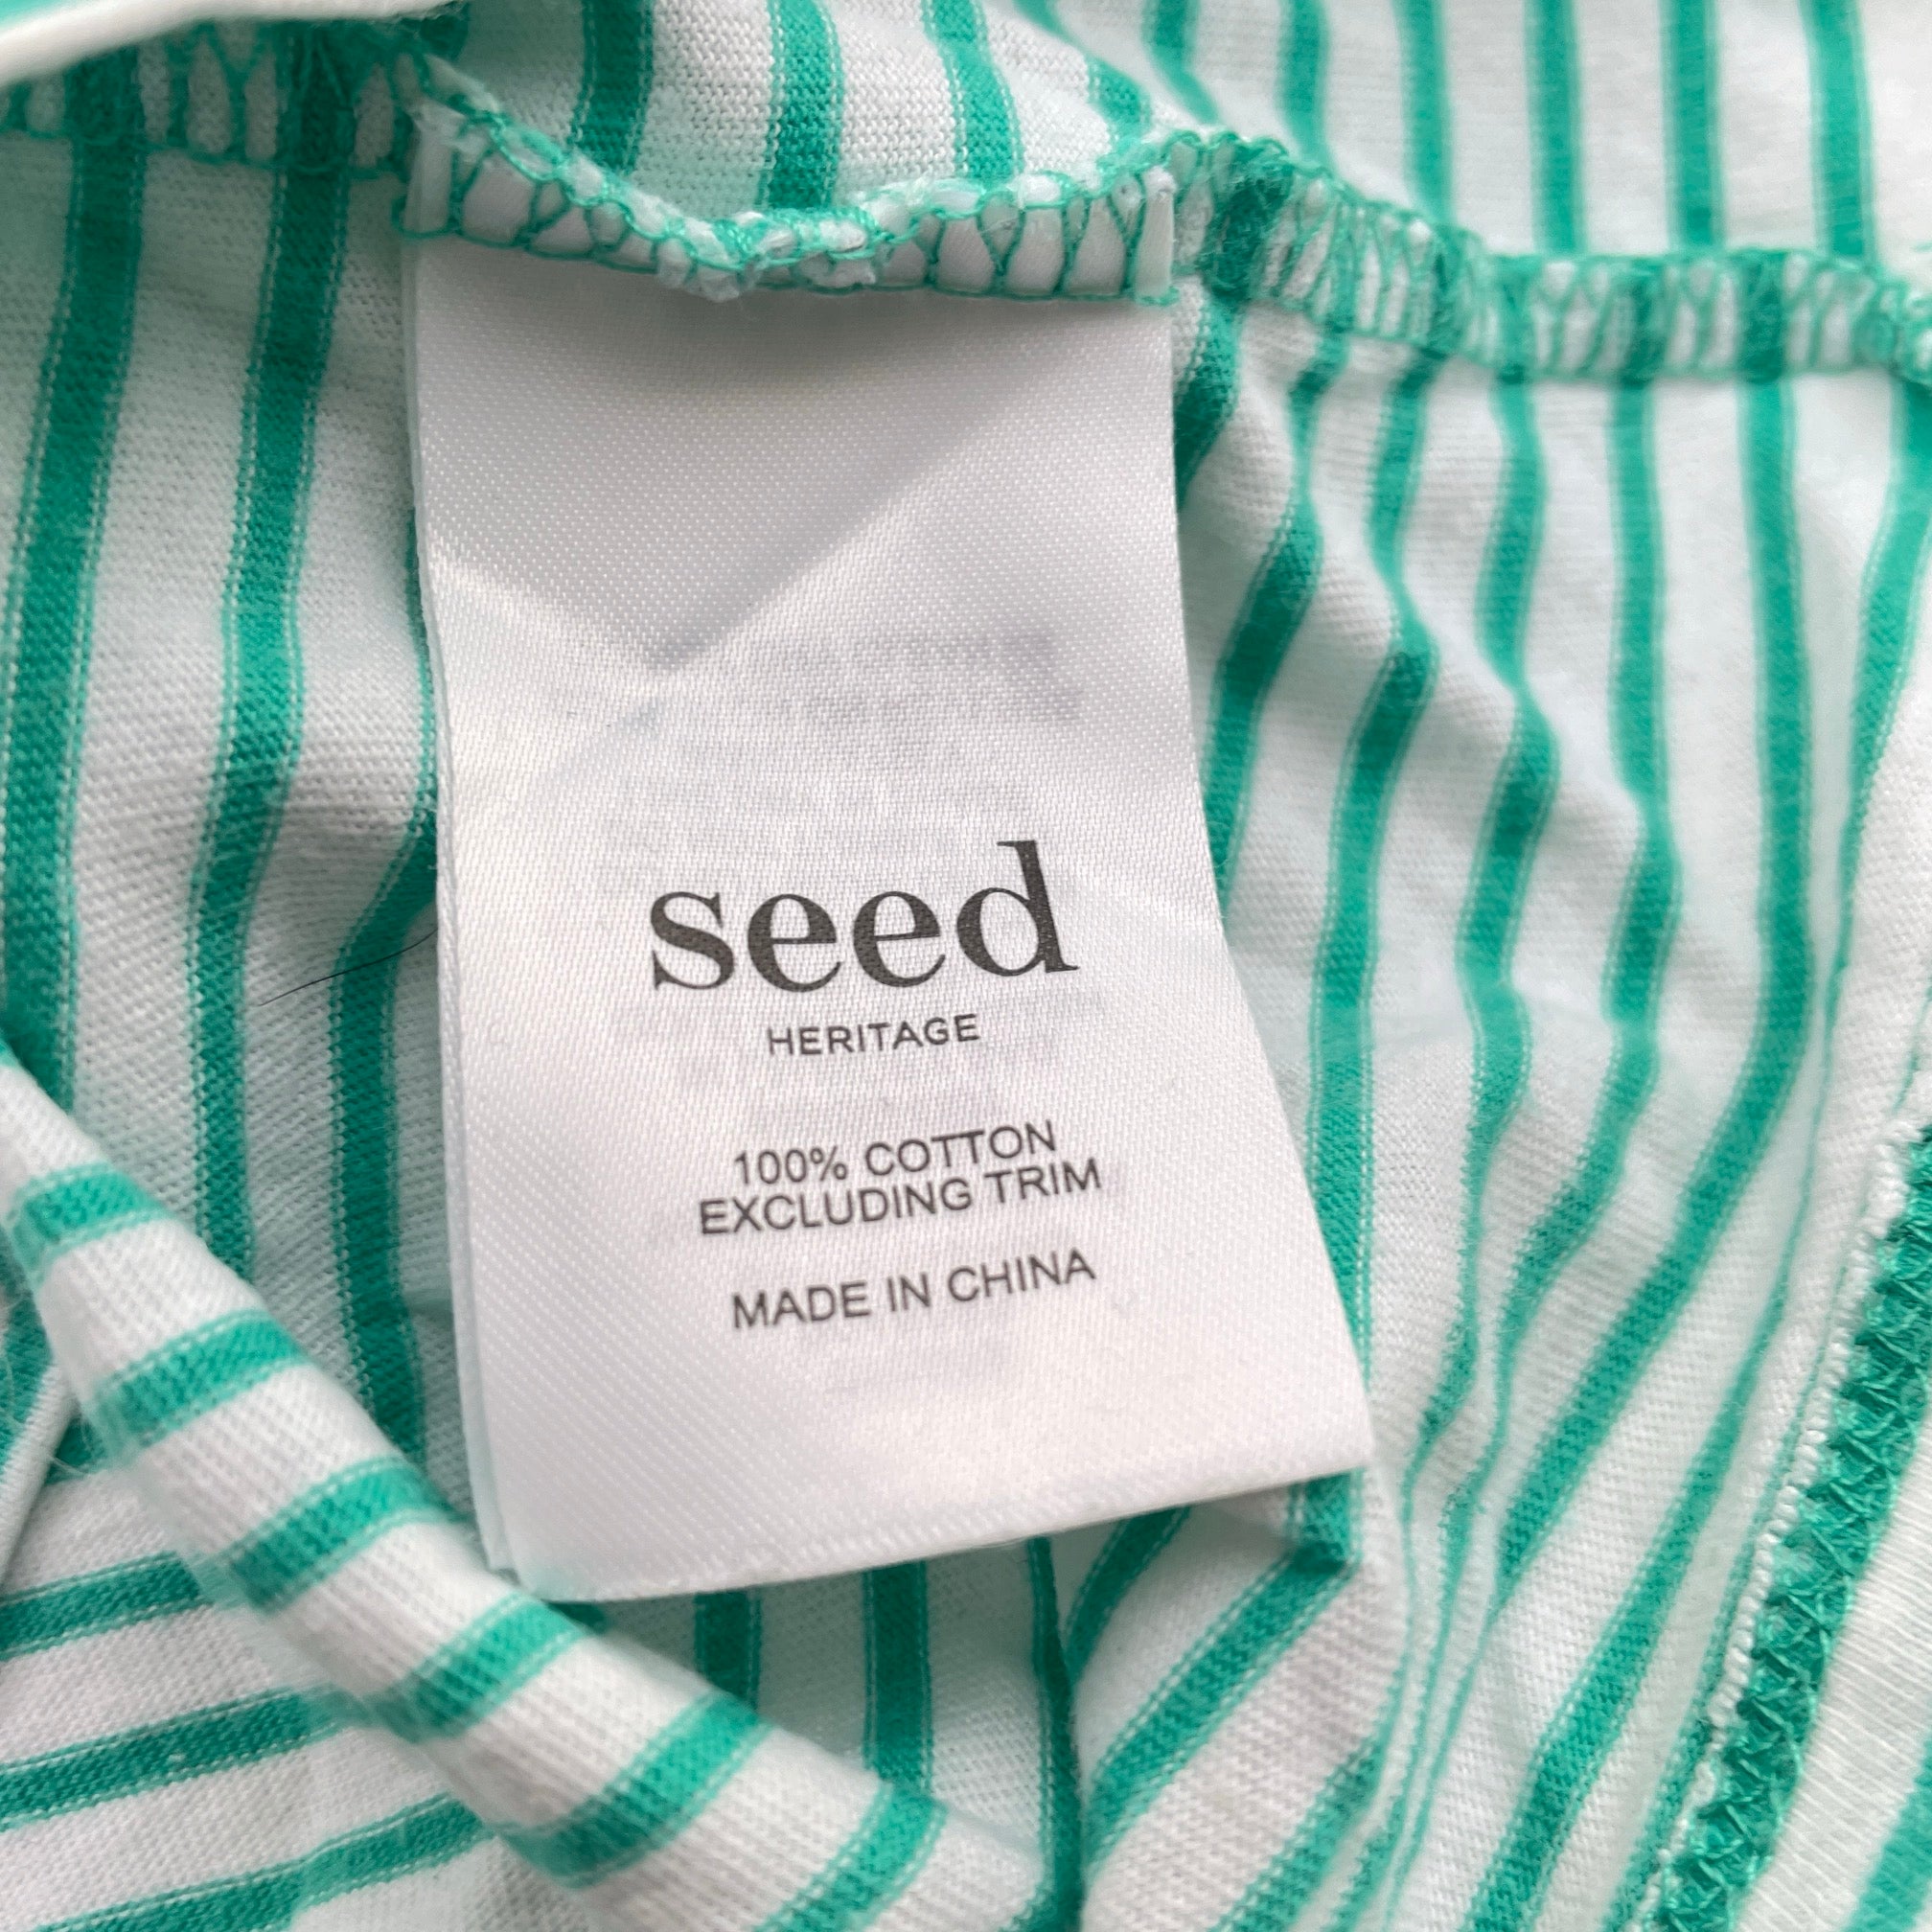 seed
HERITAGE
100% COTTON
EXCLUDING TRIM
MADE IN CHINA